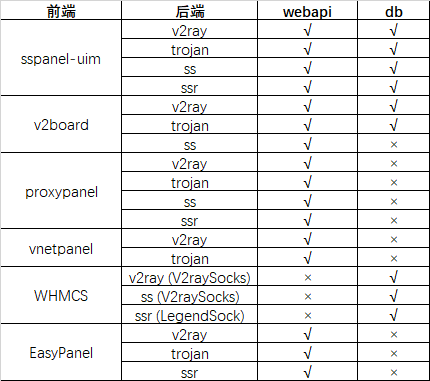 前端 后端 webapi db
sspanel-uim v2ray √ √
trojan √ √
ss √ √
ssr √ √
v2board v2ray √ √
trojan √ √
ss √ ×
proxypanel v2ray √ ×
trojan √ ×
ss √ ×
ssr √ ×
vnetpanel v2ray √ ×
trojan √ ×
WHMCS v2ray (V2raySocks) × √
ss (V2raySocks) × √
ssr (LegendSock) × √
EasyPanel v2ray √ ×
trojan √ ×
ssr √ ×